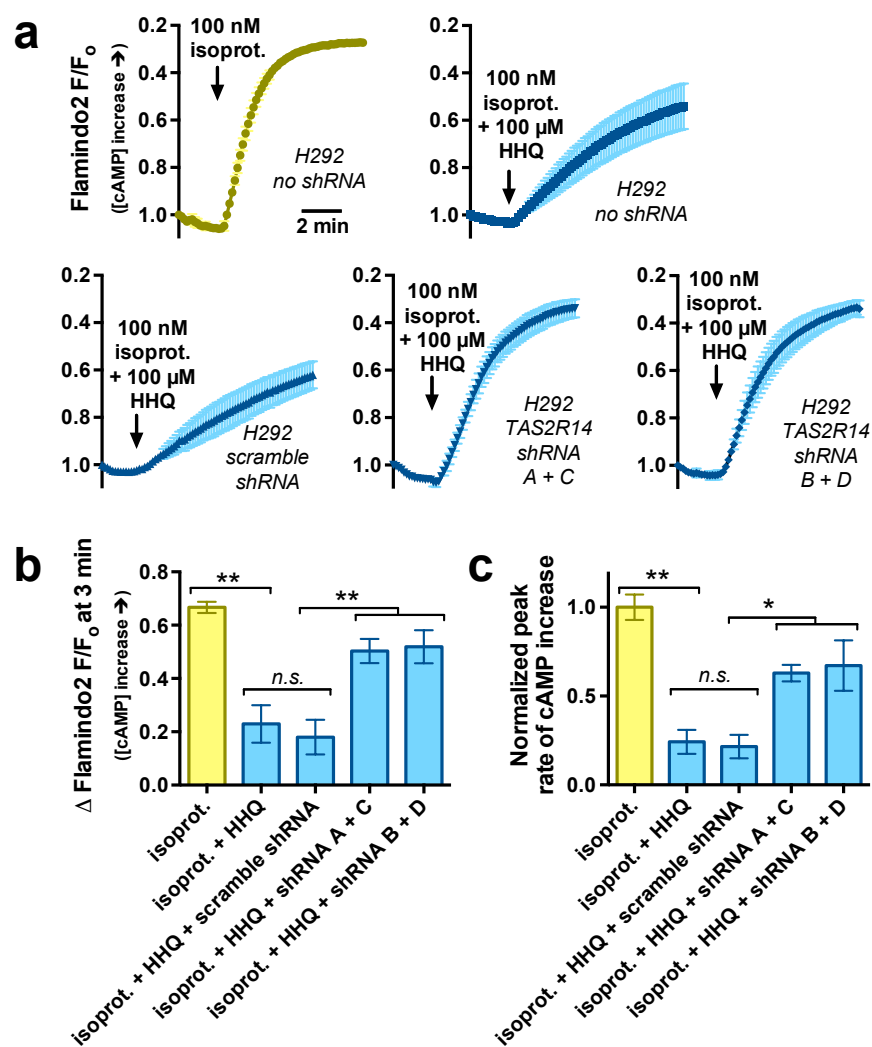 a
Flamindo2 F/Fo
([cAMP] increase ➔)
0.2
0.4
0.6
0.8
1.0
100 nM
isoprot.
H292
no shRNA
2 min
0.2
0.4
0.6
0.8
1.0
100 nM
isoprot.
+ 100 µM
HHQ
H292
no shRNA
0.2
0.4
0.6
0.8
1.0
100 nM
isoprot.
+ 100 µM
HHQ
H292
scramble
shRNA
0.2
0.4
0.6
0.8
1.0
100 nM
isoprot.
+ 100 µM
HHQ
H292
TAS2R14
shRNA
A + C
0.2
0.4
0.6
0.8
1.0
100 nM
isoprot.
+ 100 µM
HHQ
H292
TAS2R14
shRNA
B + D
b
Δ Flamindo2 F/Fo at 3 min
([cAMP] increase ➔)
0.8
0.6
0.4
0.2
0.0
**
**
n.s.
isoprot.
isoprot. + HHQ
isoprot. + HHQ + scramble shRNA
isoprot. + HHQ + shRNA A + C
isoprot. + HHQ + shRNA B + D
c
Normalized peak
rate of cAMP increase
1.0
0.5
0.0
**
*
n.s.
isoprot.
isoprot. + HHQ
isoprot. + HHQ + scramble shRNA
isoprot. + HHQ + shRNA A + C
isoprot. + HHQ + shRNA B + D